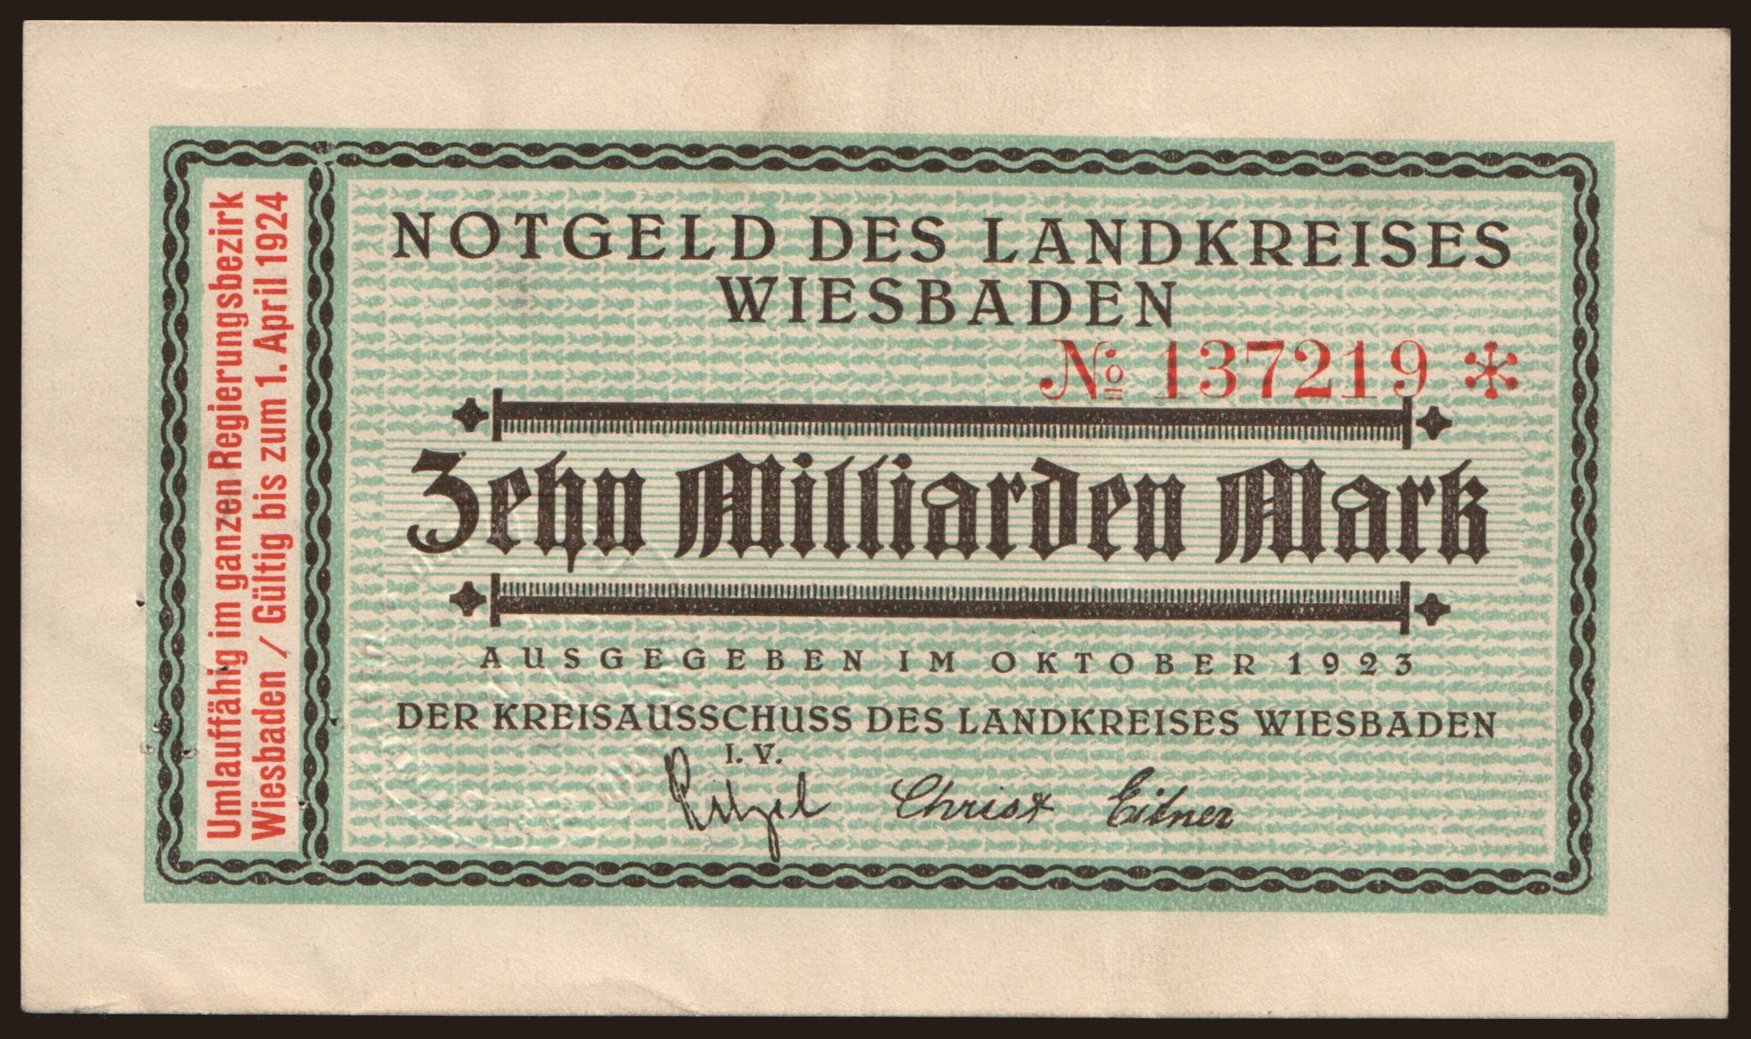 NOTGELD DES LANDKREISES
WIESBADEN
№ 137219 *
Zehn Milliarden Mark
AUSGEGEBEN IM OKTOBER 1923
DER KREISAUSSCHUSS DES LANDKREISES WIESBADEN
I. V.
Christ Eibner
Umlauffähig im ganzen Regierungsbezirk
Wiesbaden / Gültig bis zum 1. April 1924